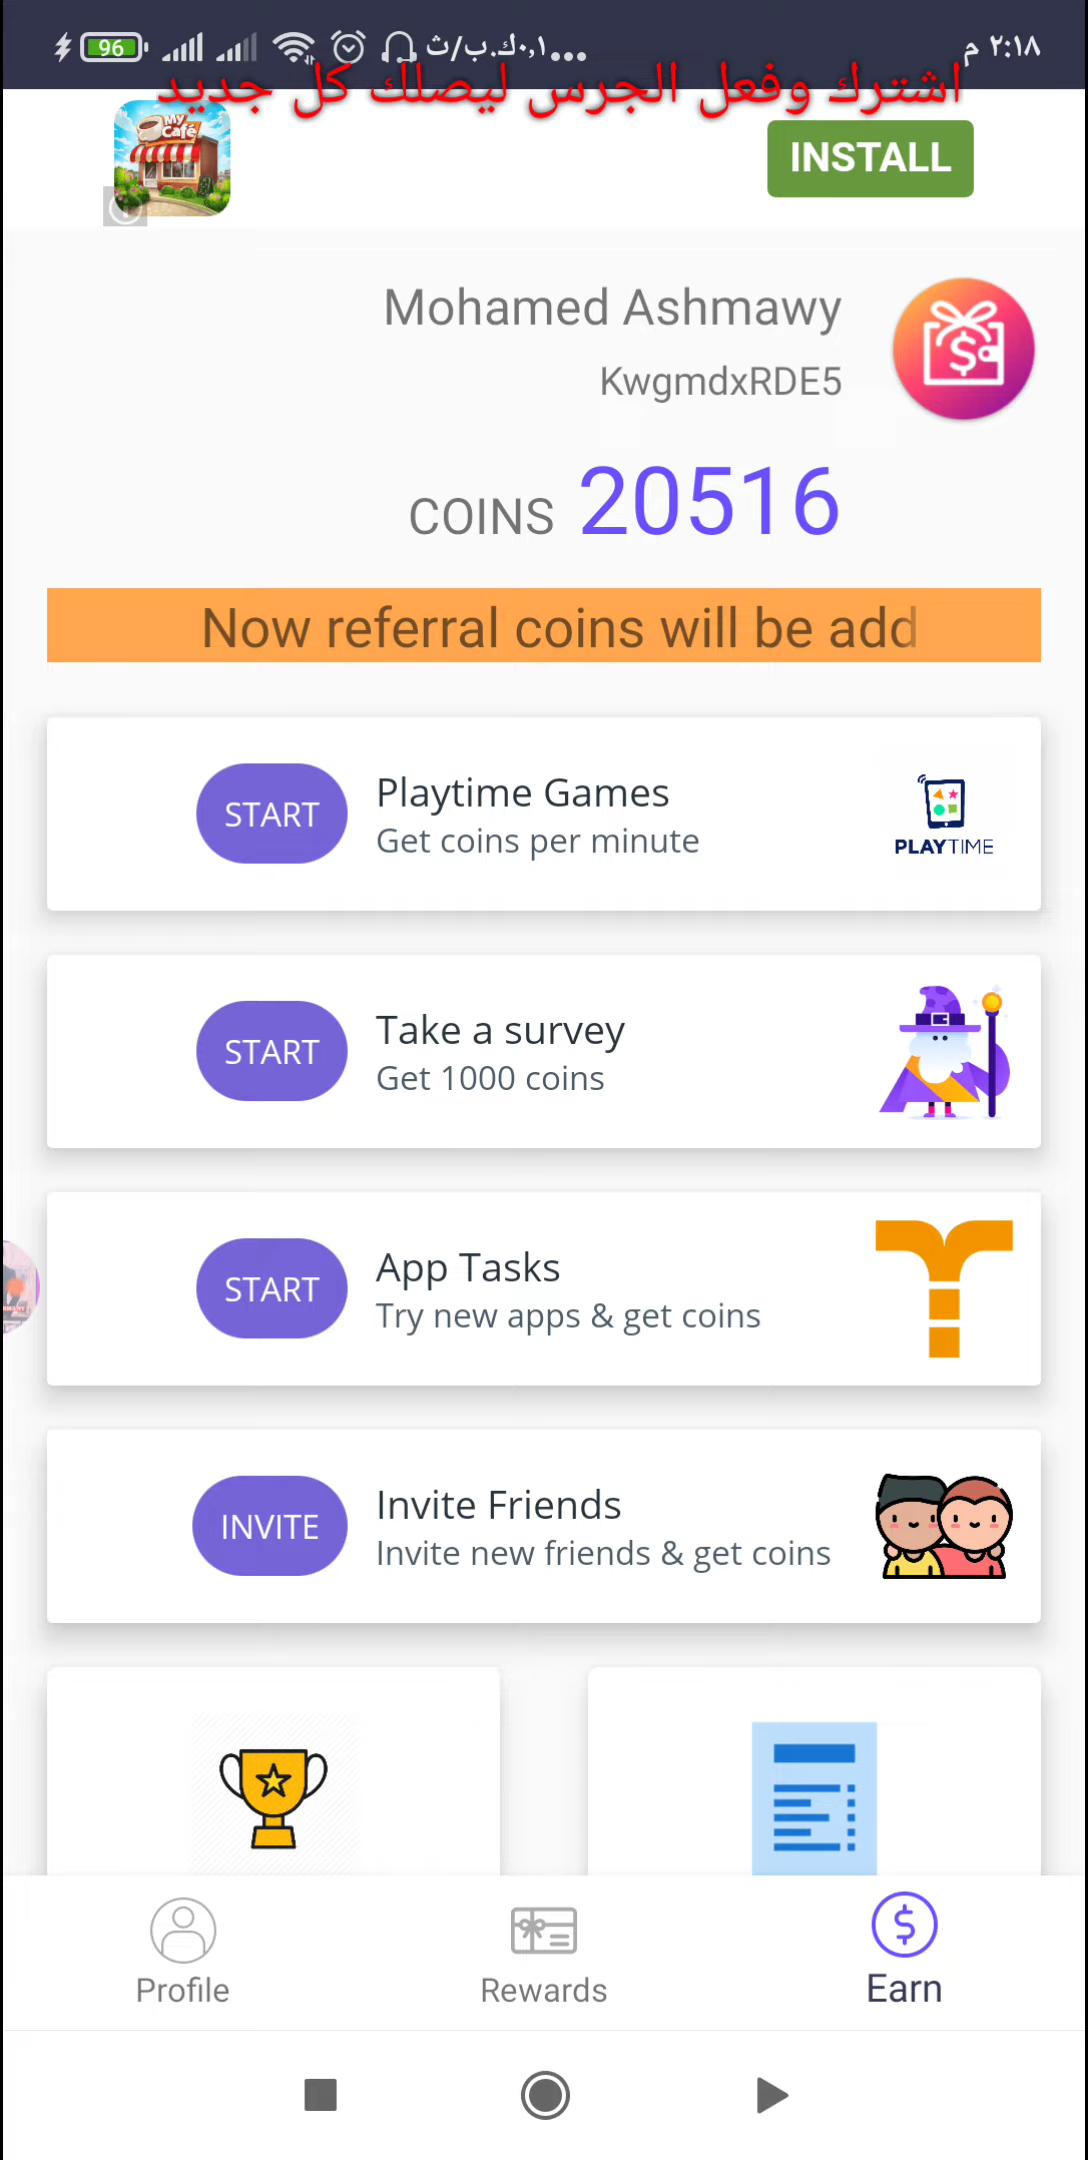 96 ...٠,١ك.ب/ث ٢:١٨ م
اشترك وفعل الجرس ليصلك كل جديد
My Café
INSTALL
Mohamed Ashmawy
KwgmdxRDE5
COINS 20516
Now referral coins will be add
START
Playtime Games
Get coins per minute
PLAYTIME
START
Take a survey
Get 1000 coins
START
App Tasks
Try new apps & get coins
INVITE
Invite Friends
Invite new friends & get coins
Profile
Rewards
Earn